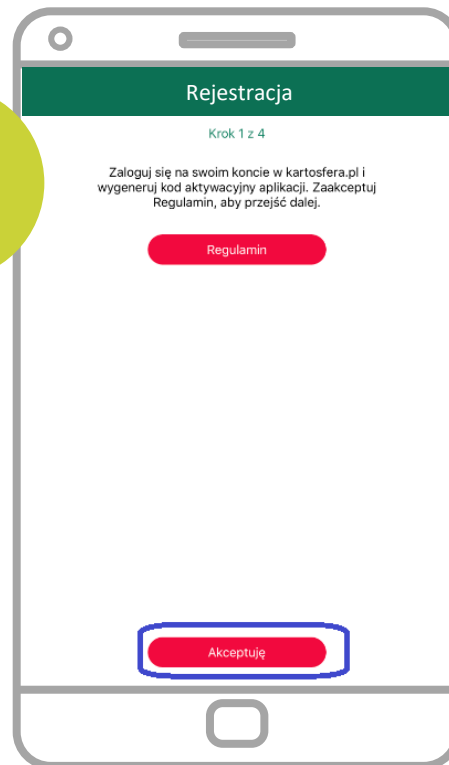 Rejestracja
Krok 1 z 4
Zaloguj się na swoim koncie w kartosfera.pl i
wygeneruj kod aktywacyjny aplikacji. Zaakceptuj
Regulamin, aby przejść dalej.
Regulamin
Akceptuję